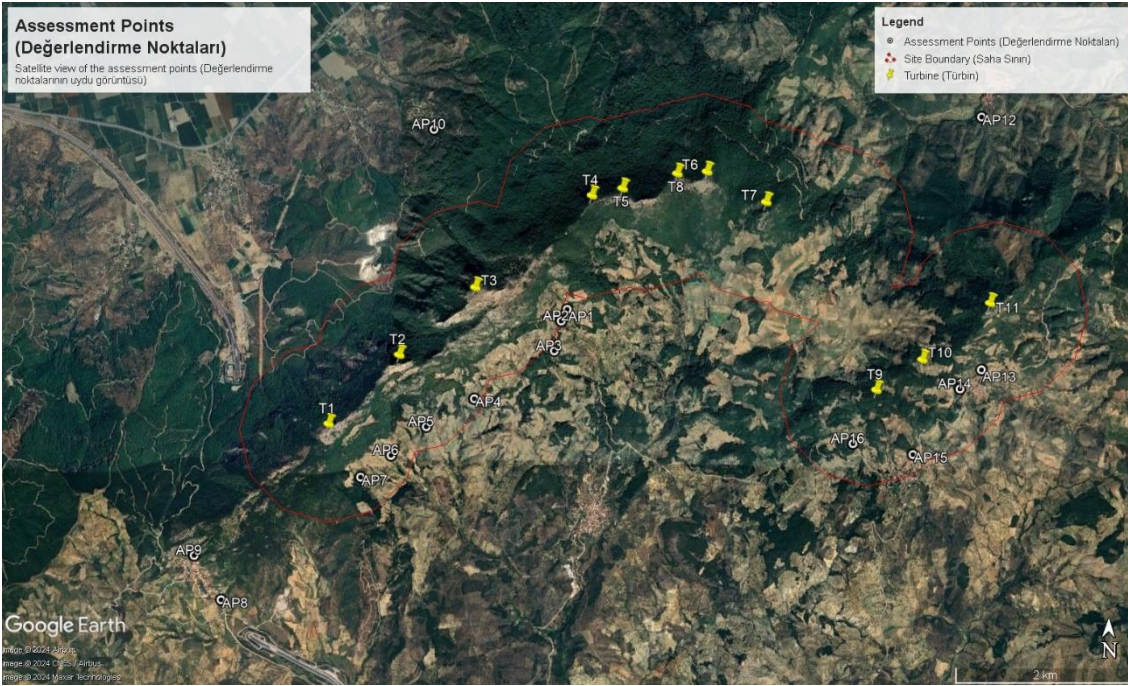 Assessment Points
(Değerlendirme Noktaları)
Satellite view of the assessment points (Değerlendirme
noktalarının uydu görüntüsü)
Legend
Assessment Points (Değerlendirme Noktaları)
Site Boundary (Saha Sınırı)
Turbine (Türbin)
AP10
AP12
T6
T4
T8
T5
T7
T3
T11
AP2
AP1
T2
AP3
T10
AP13
T9
AP14
AP4
T1
AP5
AP16
AP6
AP15
AP7
AP9
AP8
Google Earth
Image © 2024 Airbus
Image © 2024 CNES / Airbus
Image © 2024 Maxar Technologies
N
2 km